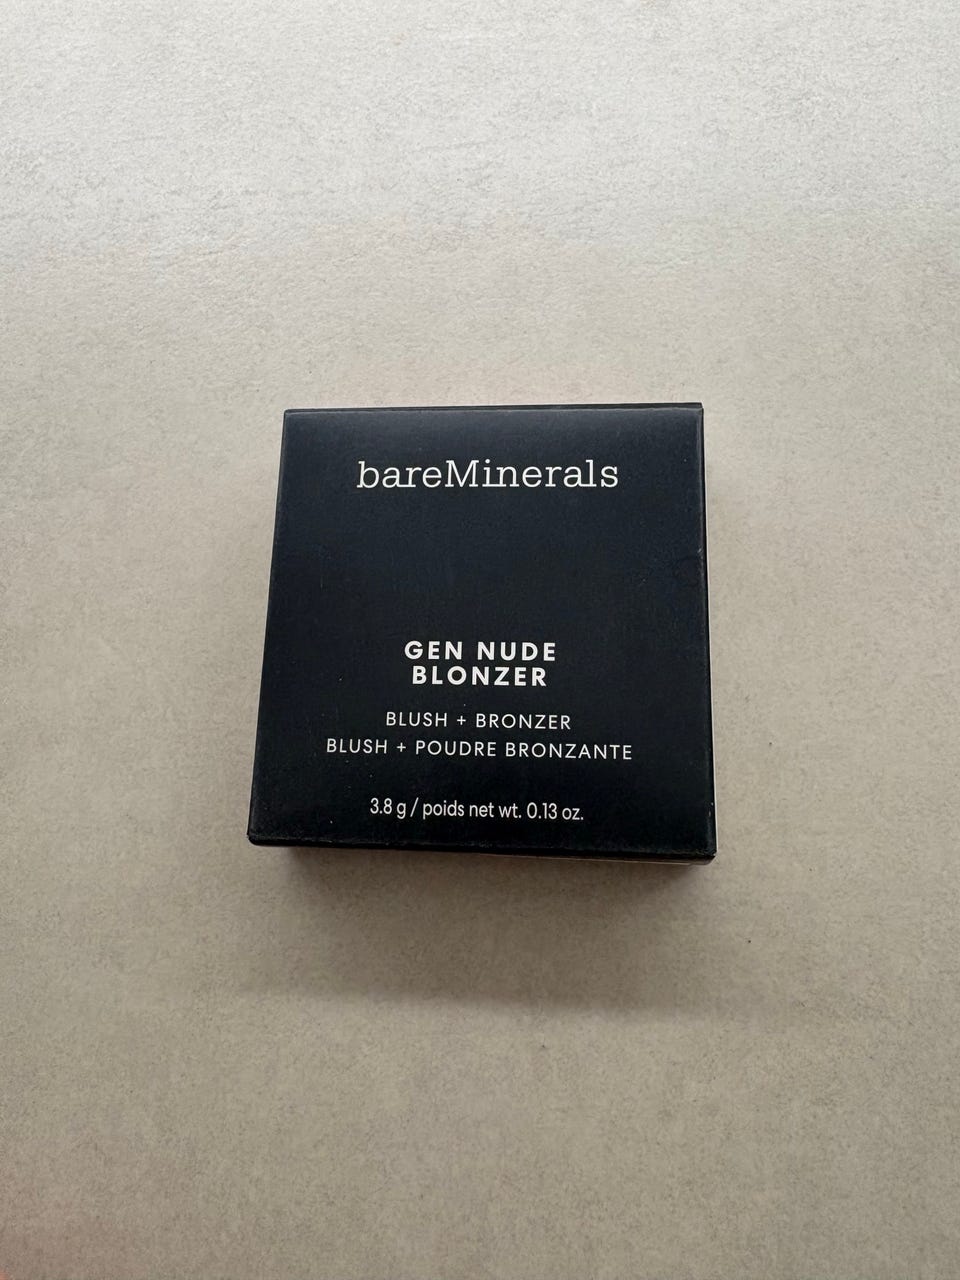 bareMinerals
GEN NUDE
BLONZER
BLUSH + BRONZER
BLUSH + POUDRE BRONZANTE
3.8 g / poids net wt. 0.13 oz.